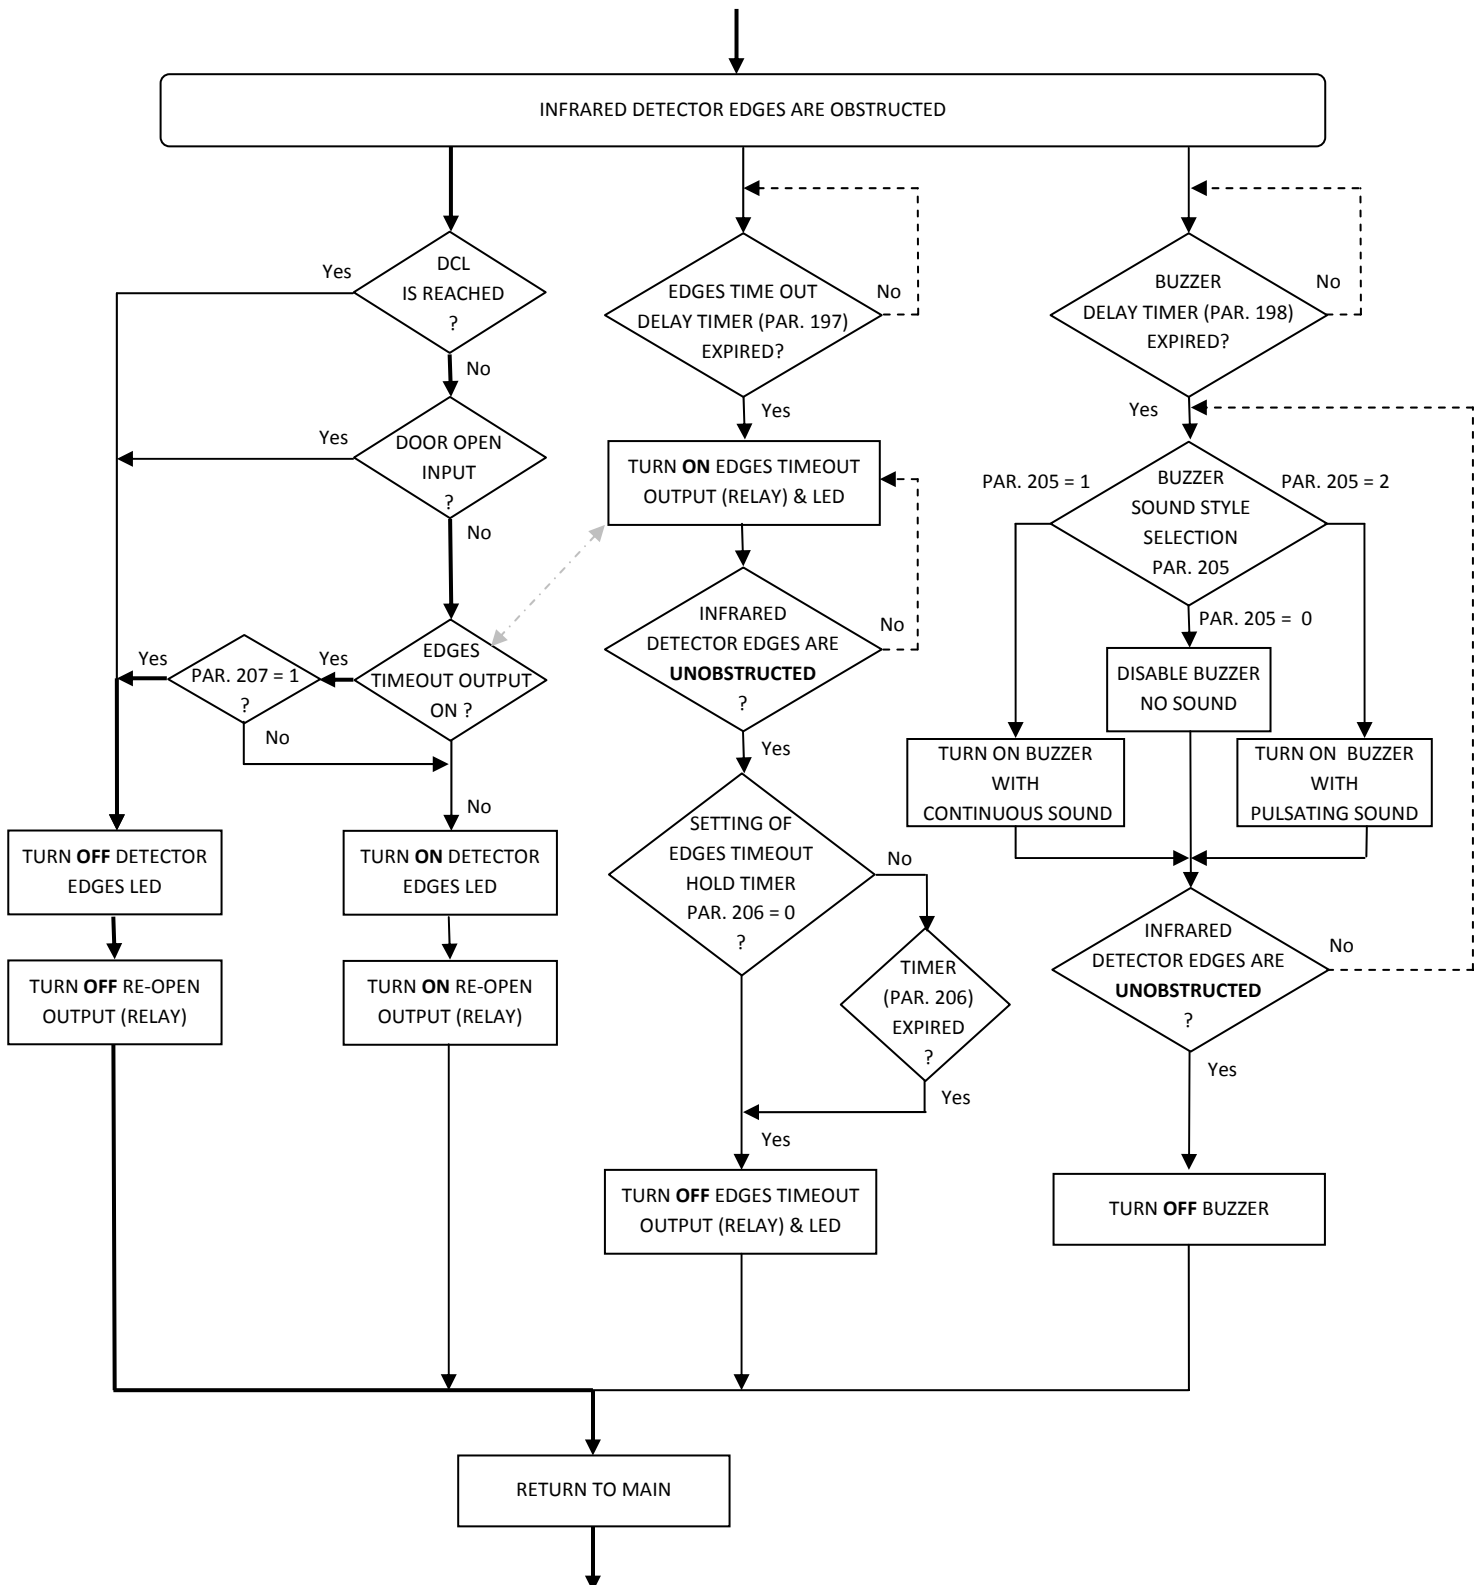 INFRARED DETECTOR EDGES ARE OBSTRUCTED
DCL
IS REACHED
?
Yes
No
DOOR OPEN
INPUT
?
Yes
No
EDGES
TIMEOUT OUTPUT
ON ?
Yes
PAR. 207 = 1
?
Yes
No
No
TURN OFF DETECTOR
EDGES LED
TURN ON DETECTOR
EDGES LED
TURN OFF RE-OPEN
OUTPUT (RELAY)
TURN ON RE-OPEN
OUTPUT (RELAY)
EDGES TIME OUT
DELAY TIMER (PAR. 197)
EXPIRED?
No
Yes
TURN ON EDGES TIMEOUT
OUTPUT (RELAY) & LED
INFRARED
DETECTOR EDGES ARE
UNOBSTRUCTED
?
No
Yes
SETTING OF
EDGES TIMEOUT
HOLD TIMER
PAR. 206 = 0
?
No
TIMER
(PAR. 206)
EXPIRED
?
Yes
Yes
TURN OFF EDGES TIMEOUT
OUTPUT (RELAY) & LED
BUZZER
DELAY TIMER (PAR. 198)
EXPIRED?
No
Yes
BUZZER
SOUND STYLE
SELECTION
PAR. 205
PAR. 205 = 1
PAR. 205 = 2
PAR. 205 = 0
DISABLE BUZZER
NO SOUND
TURN ON BUZZER
WITH
CONTINUOUS SOUND
TURN ON BUZZER
WITH
PULSATING SOUND
INFRARED
DETECTOR EDGES ARE
UNOBSTRUCTED
?
No
Yes
TURN OFF BUZZER
RETURN TO MAIN